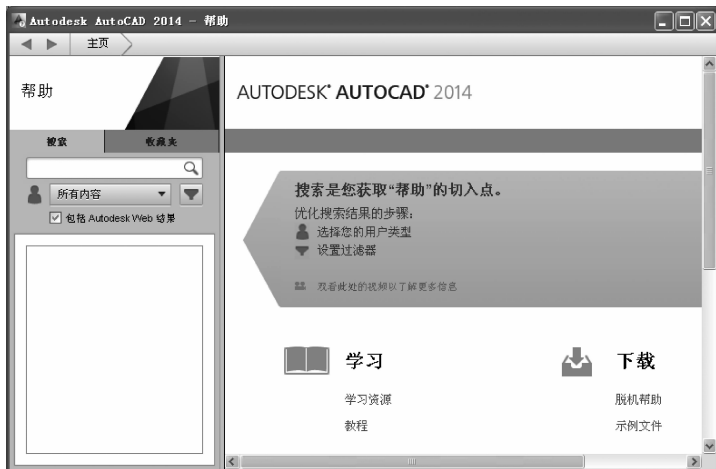 Autodesk AutoCAD 2014 - 帮助
主页
帮助
搜索
收藏夹
所有内容
包括 Autodesk Web 结果
AUTODESK® AUTOCAD® 2014
搜索是您获取“帮助”的切入点。
优化搜索结果的步骤:
选择您的用户类型
设置过滤器
观看此处的视频以了解更多信息
学习
学习资源
教程
下载
脱机帮助
示例文件